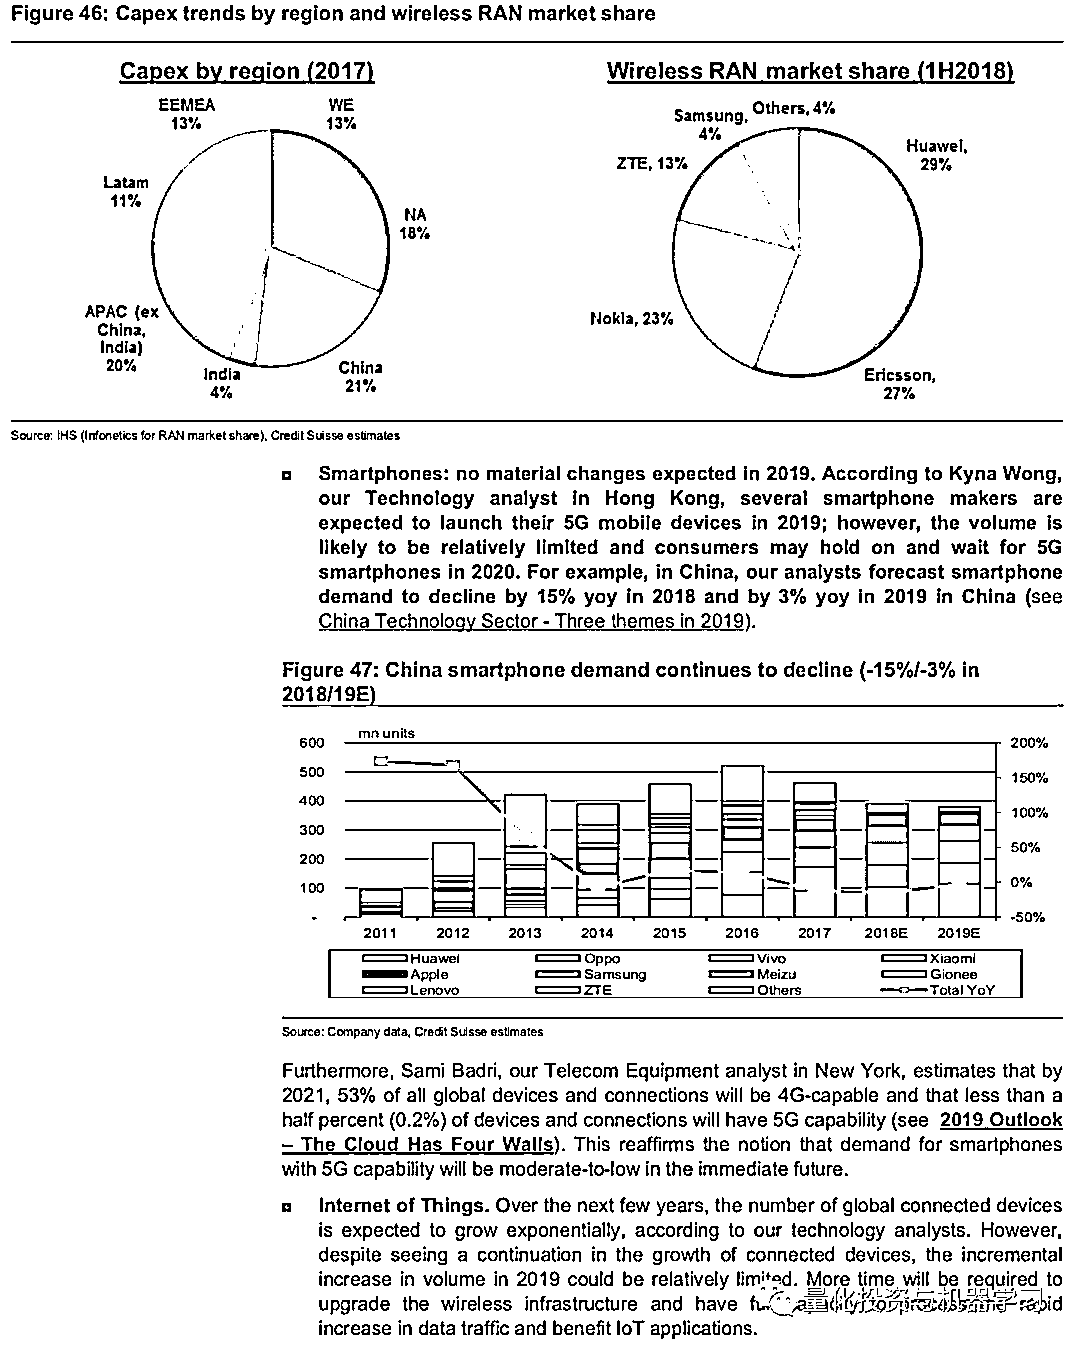 Figure 46: Capex trends by region and wireless RAN market share
Capex by region (2017)
EEMEA
13%
WE
13%
Latam
11%
NA
18%
APAC (ex
China,
India)
20%
India
4%
China
21%
Wireless RAN market share (1H2018)
Samsung,
4%
Others, 4%
Huawei,
29%
ZTE, 13%
Nokia, 23%
Ericsson,
27%
Source: IHS (Infonetics for RAN market share), Credit Suisse estimates
Smartphones: no material changes expected in 2019. According to Kyna Wong,
our Technology analyst in Hong Kong, several smartphone makers are
expected to launch their 5G mobile devices in 2019; however, the volume is
likely to be relatively limited and consumers may hold on and wait for 5G
smartphones in 2020. For example, in China, our analysts forecast smartphone
demand to decline by 15% yoy in 2018 and by 3% yoy in 2019 in China (see
China Technology Sector - Three themes in 2019).
Figure 47: China smartphone demand continues to decline (-15%/-3% in
2018/19E)
mn units
600
500
400
300
200
100
-
200%
150%
100%
50%
0%
-50%
2011 2012 2013 2014 2015 2016 2017 2018E 2019E
Huawei Oppo Vivo Xiaomi
Apple Samsung Meizu Gionee
Lenovo ZTE Others Total YoY
Source: Company data, Credit Suisse estimates
Furthermore, Sami Badri, our Telecom Equipment analyst in New York, estimates that by
2021, 53% of all global devices and connections will be 4G-capable and that less than a
half percent (0.2%) of devices and connections will have 5G capability (see 2019 Outlook
– The Cloud Has Four Walls). This reaffirms the notion that demand for smartphones
with 5G capability will be moderate-to-low in the immediate future.
Internet of Things. Over the next few years, the number of global connected devices
is expected to grow exponentially, according to our technology analysts. However,
despite seeing a continuation in the growth of connected devices, the incremental
increase in volume in 2019 could be relatively limited. More time will be required to
upgrade the wireless infrastructure and have rapid
量化投资与机器学习
increase in data traffic and benefit IoT applications.